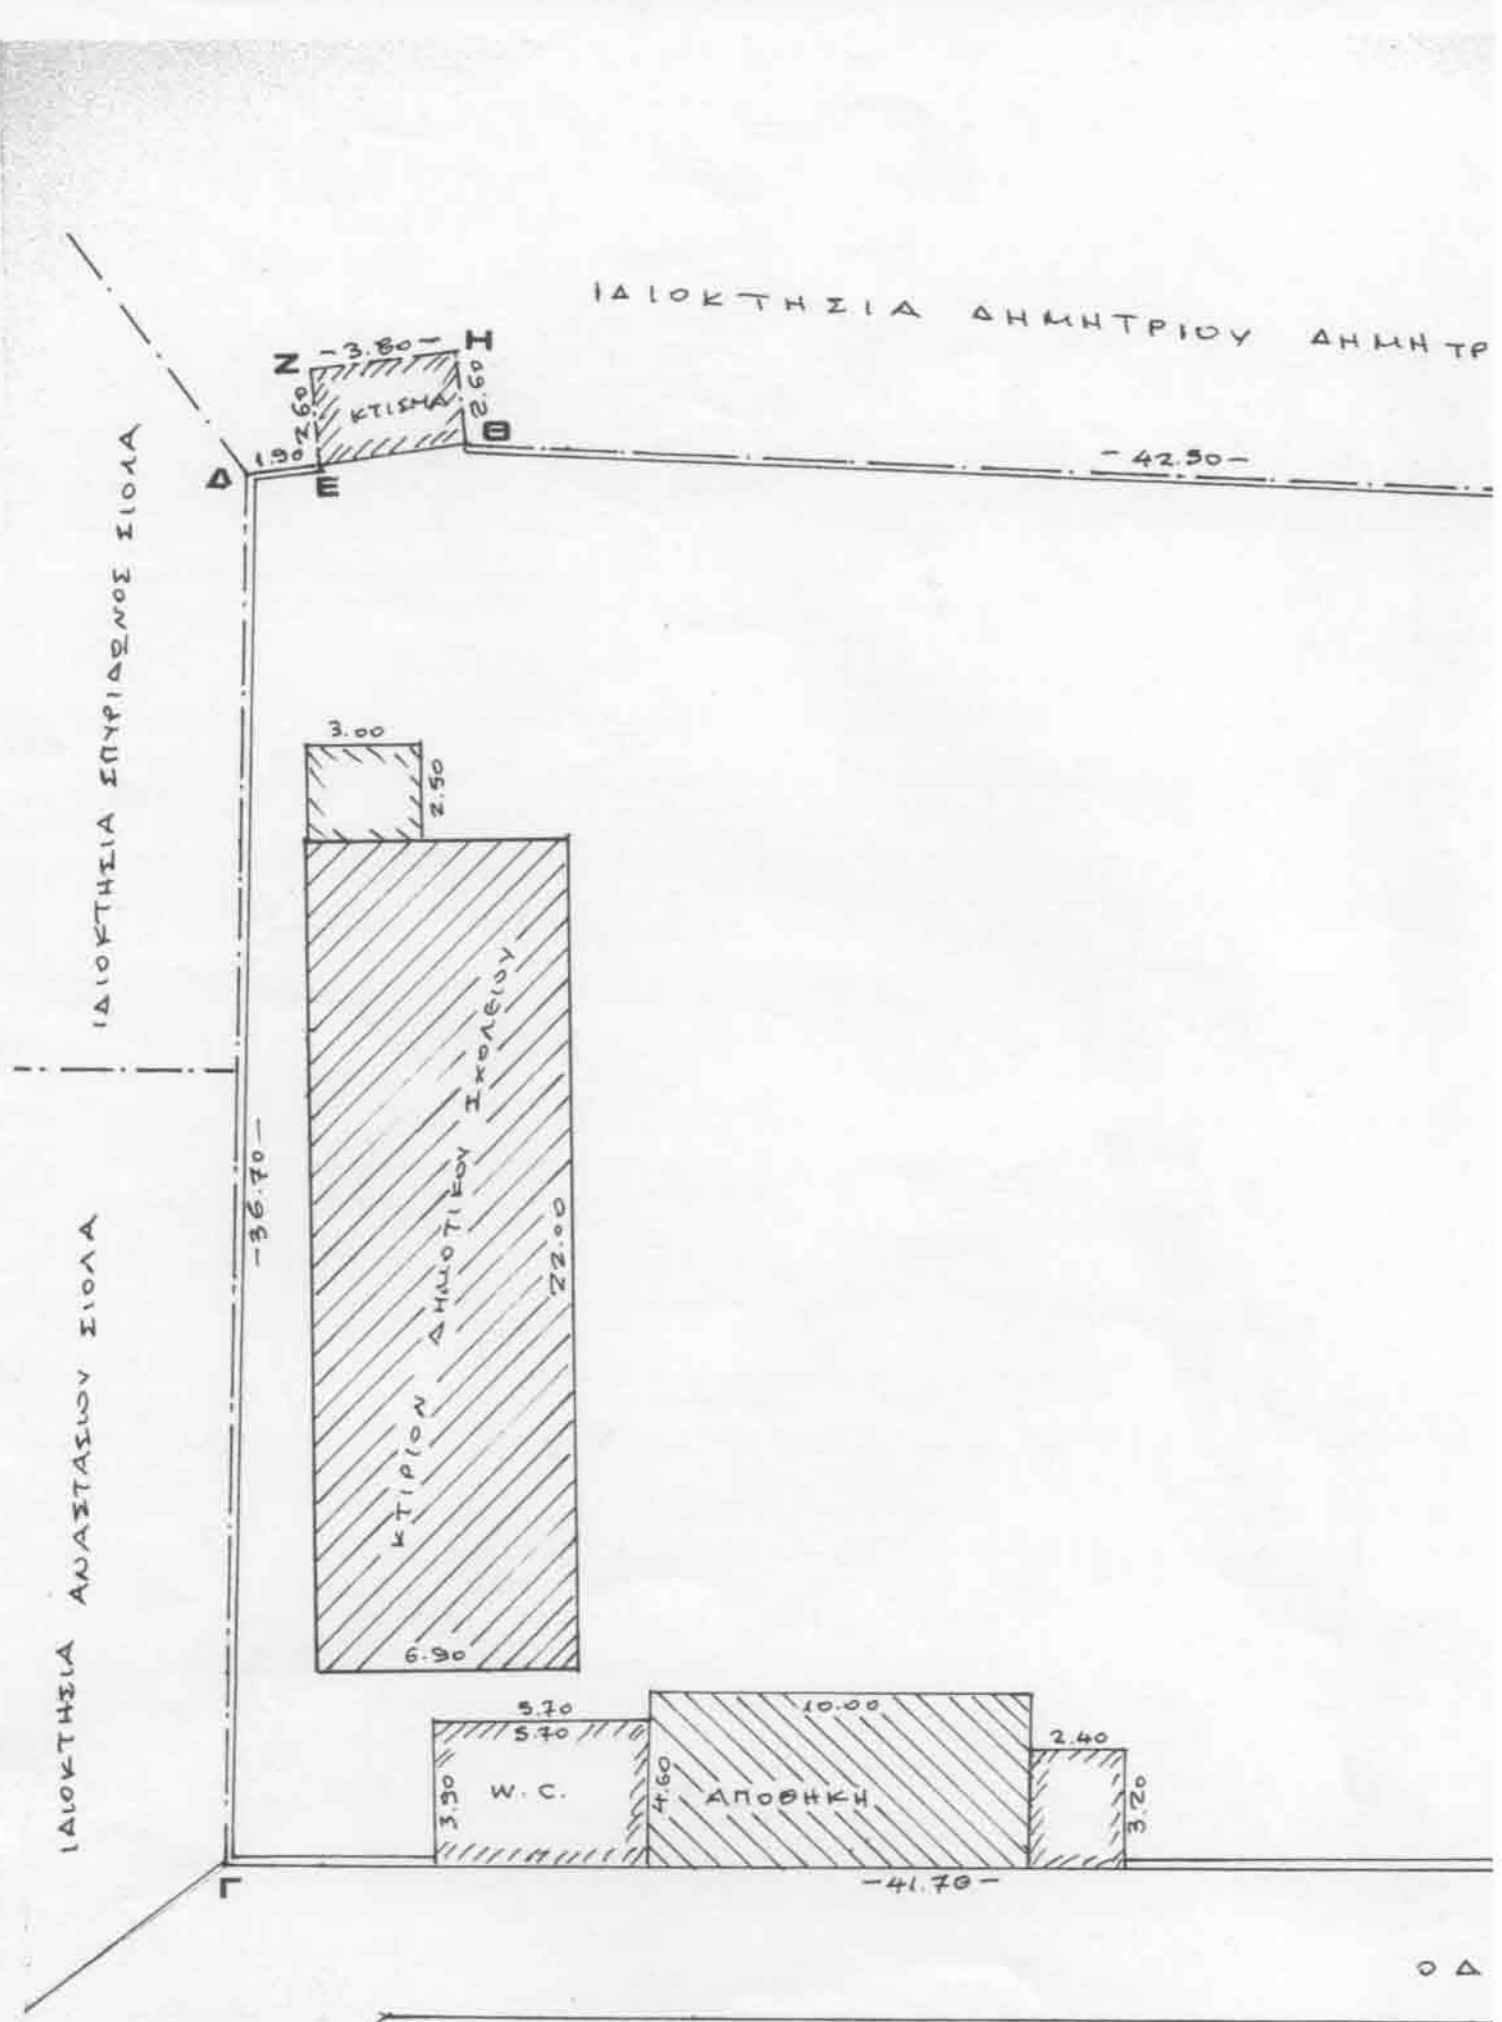 ΙΔΙΟΚΤΗΣΙΑ ΔΗΜΗΤΡΙΟΥ ΔΗΜΗΤΡ
Ζ -3.80- Η
2.60 ΚΤΙΣΜΑ 2.60
Δ 1.90 Ε Θ
-42.50-
ΙΔΙΟΚΤΗΣΙΑ ΣΠΥΡΙΔΩΝΟΣ ΣΙΟΛΑ
3.00
2.50
ΚΤΙΡΙΟΝ ΔΗΜΟΤΙΚΟΥ ΣΧΟΛΕΙΟΥ
22.00
-36.70-
ΙΔΙΟΚΤΗΣΙΑ ΑΝΑΣΤΑΣΙΟΥ ΣΙΟΛΑ
6.90
5.70
5.70
10.00
2.40
3.90 W.C. 4.60 ΑΠΟΘΗΚΗ 3.20
Γ
-41.70-
ΟΔ